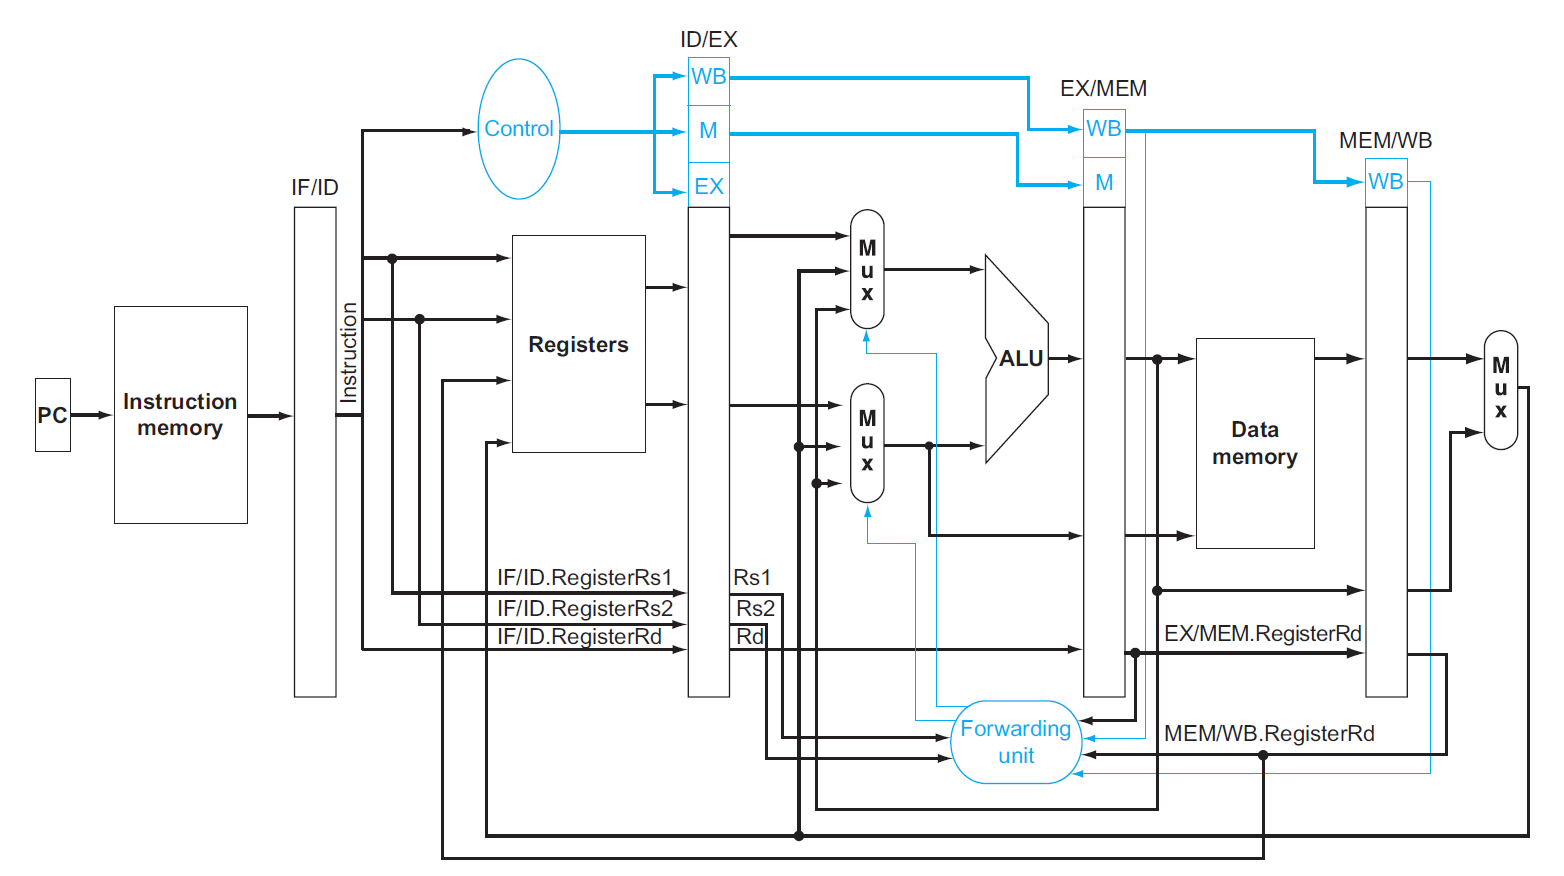 ID/EX
WB
Control
M
EX
EX/MEM
WB
M
MEM/WB
WB
IF/ID
PC
Instruction
memory
Instruction
Registers
M
u
x
M
u
x
ALU
Data
memory
M
u
x
IF/ID.RegisterRs1
Rs1
IF/ID.RegisterRs2
Rs2
IF/ID.RegisterRd
Rd
EX/MEM.RegisterRd
Forwarding
unit
MEM/WB.RegisterRd